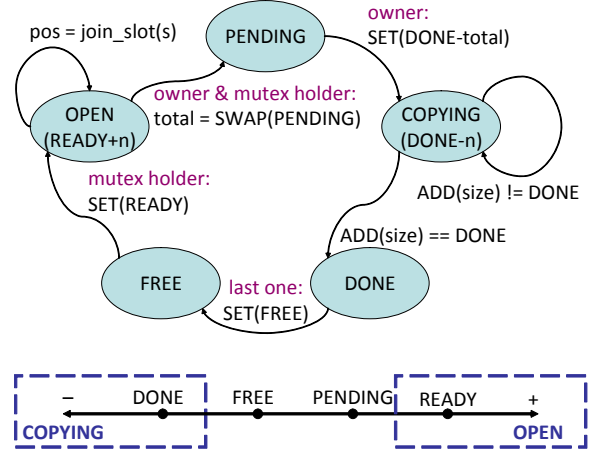 pos = join_slot(s)
PENDING
owner:
SET(DONE-total)
OPEN
(READY+n)
owner & mutex holder:
total = SWAP(PENDING)
COPYING
(DONE-n)
mutex holder:
SET(READY)
ADD(size) != DONE
ADD(size) == DONE
FREE
last one:
SET(FREE)
DONE
– DONE FREE PENDING READY +
COPYING OPEN